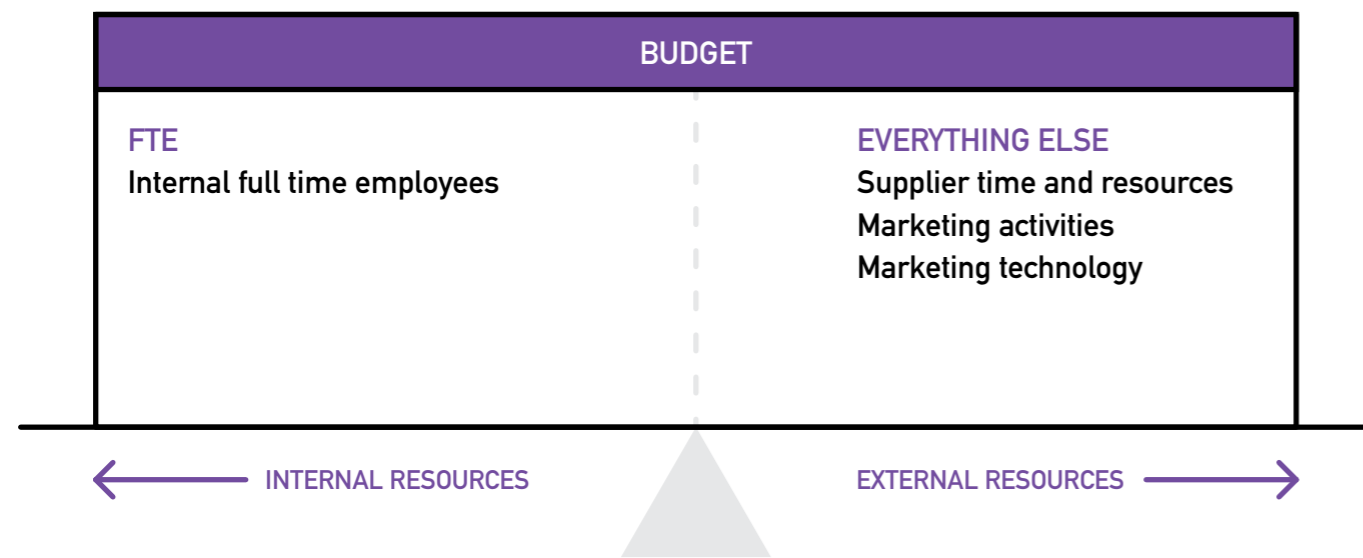 BUDGET
FTE
Internal full time employees
EVERYTHING ELSE
Supplier time and resources
Marketing activities
Marketing technology
INTERNAL RESOURCES
EXTERNAL RESOURCES